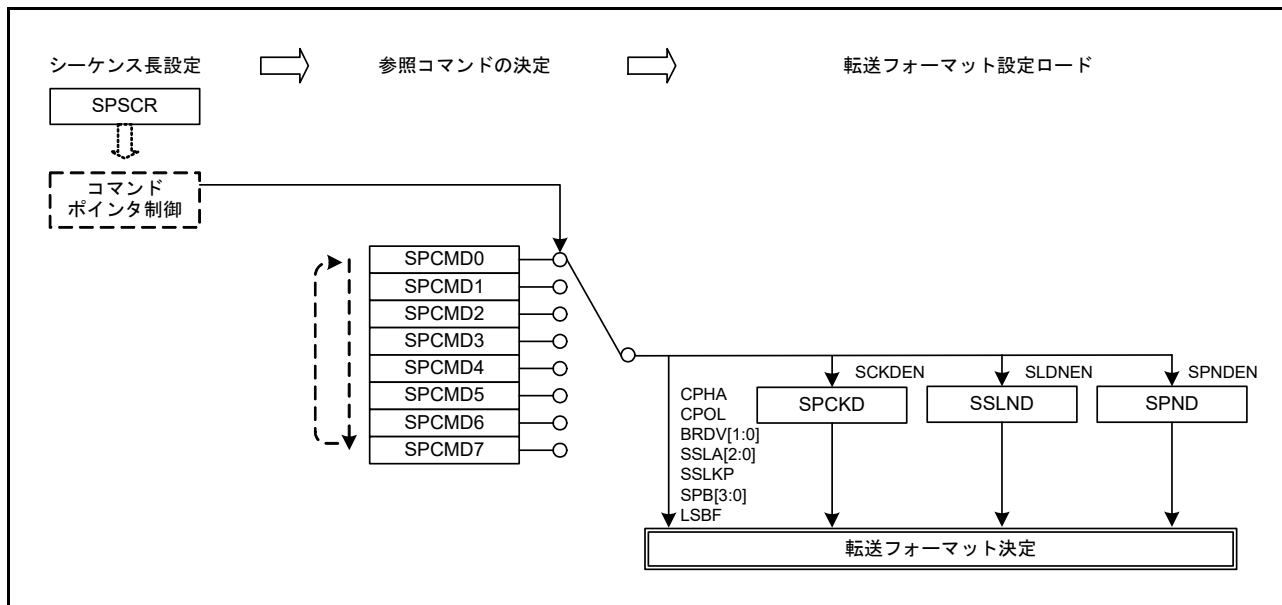 シーケンス長設定
参照コマンドの決定
転送フォーマット設定ロード
SPSCR
コマンド
ポインタ制御
SPCMD0
SPCMD1
SPCMD2
SPCMD3
SPCMD4
SPCMD5
SPCMD6
SPCMD7
CPHA
CPOL
BRDV[1:0]
SSLA[2:0]
SSLKP
SPB[3:0]
LSBF
SCKDEN
SPCKD
SLDNEN
SSLND
SPNDEN
SPND
転送フォーマット決定